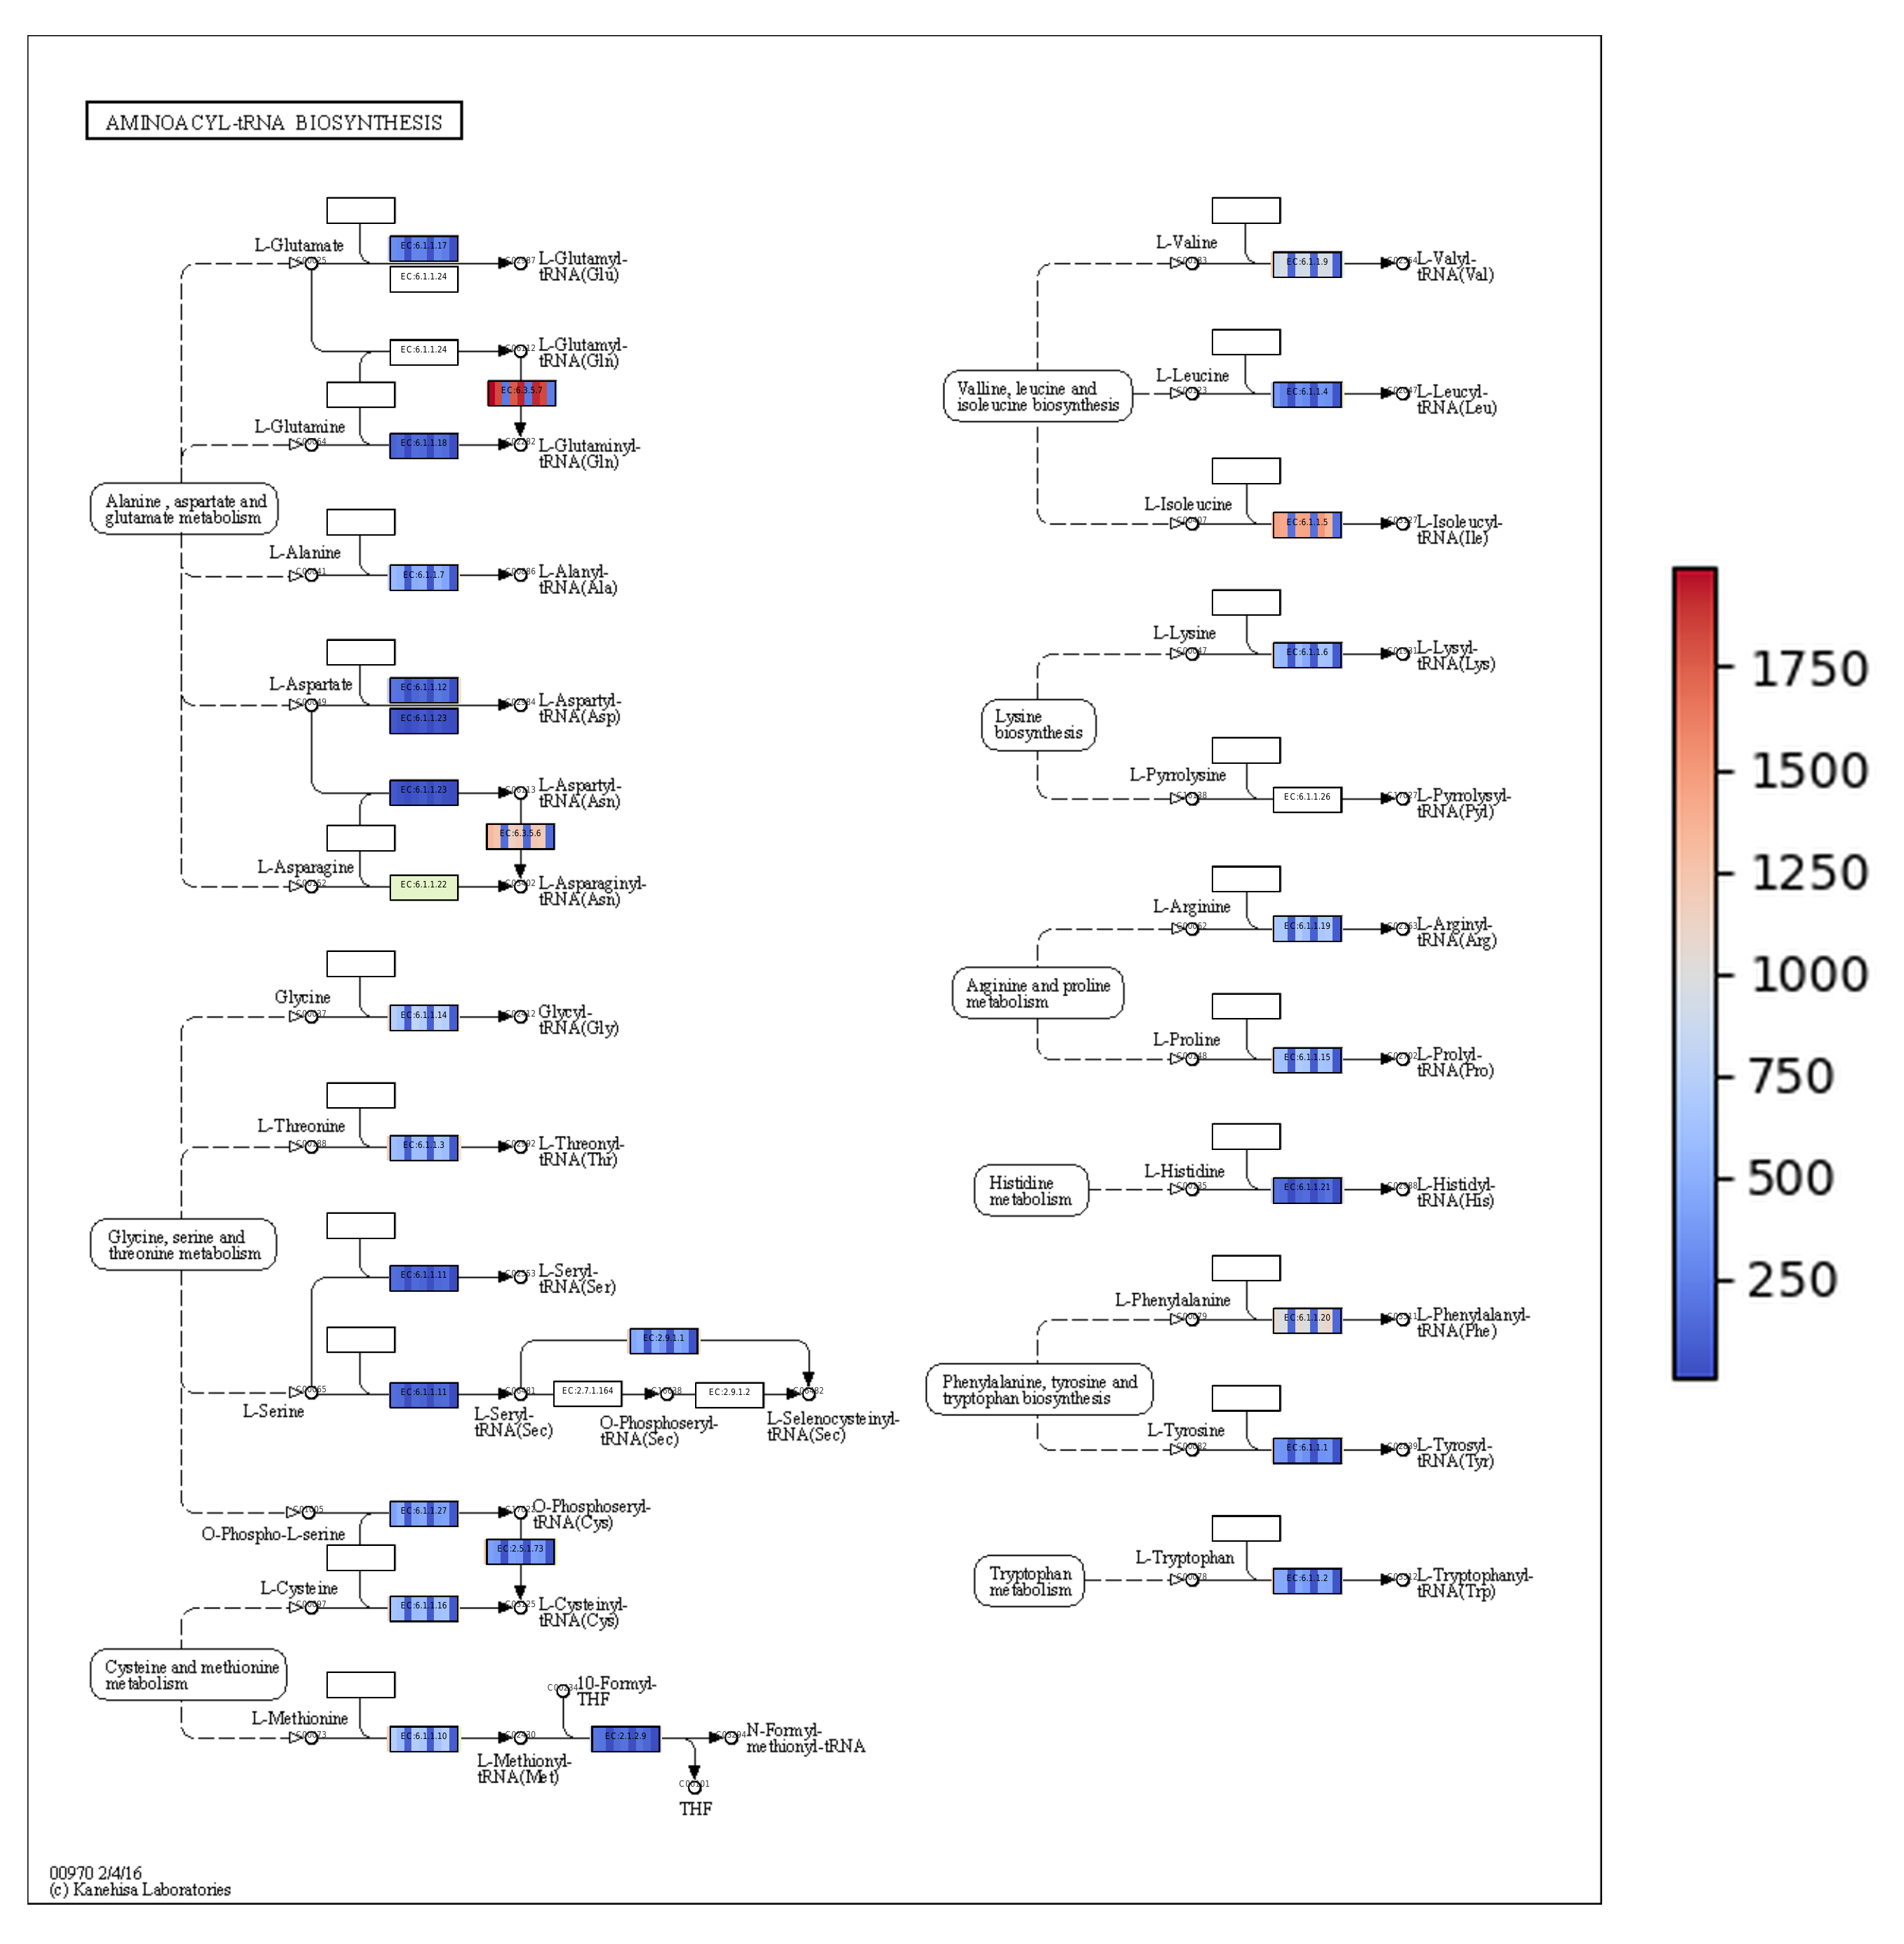 AMINOACYL-tRNA BIOSYNTHESIS
L-Glutamate
EC:6.1.1.17
EC:6.1.1.24
L-Glutamyl-
tRNA(Glu)
EC:6.1.1.24
L-Glutamyl-
tRNA(Gln)
EC:6.3.5.7
L-Glutamine
EC:6.1.1.18
L-Glutaminyl-
tRNA(Gln)
Alanine , aspartate and
glutamate metabolism
L-Alanine
EC:6.1.1.7
L-Alanyl-
tRNA(Ala)
L-Aspartate
EC:6.1.1.12
EC:6.1.1.23
L-Aspartyl-
tRNA(Asp)
EC:6.1.1.23
L-Aspartyl-
tRNA(Asn)
EC:6.3.5.6
L-Asparagine
EC:6.1.1.22
L-Asparaginyl-
tRNA(Asn)
Glycine
EC:6.1.1.14
Glycyl-
tRNA(Gly)
L-Threonine
EC:6.1.1.3
L-Threonyl-
tRNA(Thr)
Glycine, serine and
threonine metabolism
EC:6.1.1.11
L-Seryl-
tRNA(Ser)
L-Serine
EC:6.1.1.11
L-Seryl-
tRNA(Sec)
EC:2.9.1.1
EC:2.7.1.164
O-Phosphoseryl-
tRNA(Sec)
EC:2.9.1.2
L-Selenocysteinyl-
tRNA(Sec)
O-Phospho-L-serine
EC:6.1.1.27
O-Phosphoseryl-
tRNA(Cys)
EC:2.5.1.73
L-Cysteine
EC:6.1.1.16
L-Cysteinyl-
tRNA(Cys)
Cysteine and methionine
metabolism
L-Methionine
EC:6.1.1.10
L-Methionyl-
tRNA(Met)
10-Formyl-
THF
EC:2.1.2.9
N-Formyl-
methionyl-tRNA
THF
L-Valine
EC:6.1.1.9
L-Valyl-
tRNA(Val)
Valline, leucine and
isoleucine biosynthesis
L-Leucine
EC:6.1.1.4
L-Leucyl-
tRNA(Leu)
L-Isoleucine
EC:6.1.1.5
L-Isoleucyl-
tRNA(Ile)
L-Lysine
EC:6.1.1.6
L-Lysyl-
tRNA(Lys)
Lysine
biosynthesis
L-Pyrrolysine
EC:6.1.1.26
L-Pyrrolysyl-
tRNA(Pyl)
L-Arginine
EC:6.1.1.19
L-Arginyl-
tRNA(Arg)
Arginine and proline
metabolism
L-Proline
EC:6.1.1.15
L-Prolyl-
tRNA(Pro)
Histidine
metabolism
L-Histidine
EC:6.1.1.21
L-Histidyl-
tRNA(His)
L-Phenylalanine
EC:6.1.1.20
L-Phenylalanyl-
tRNA(Phe)
Phenylalanine, tyrosine and
tryptophan biosynthesis
L-Tyrosine
EC:6.1.1.1
L-Tyrosyl-
tRNA(Tyr)
Tryptophan
metabolism
L-Tryptophan
EC:6.1.1.2
L-Tryptophanyl-
tRNA(Trp)
00970 2/4/16
(c) Kanehisa Laboratories
1750
1500
1250
1000
750
500
250